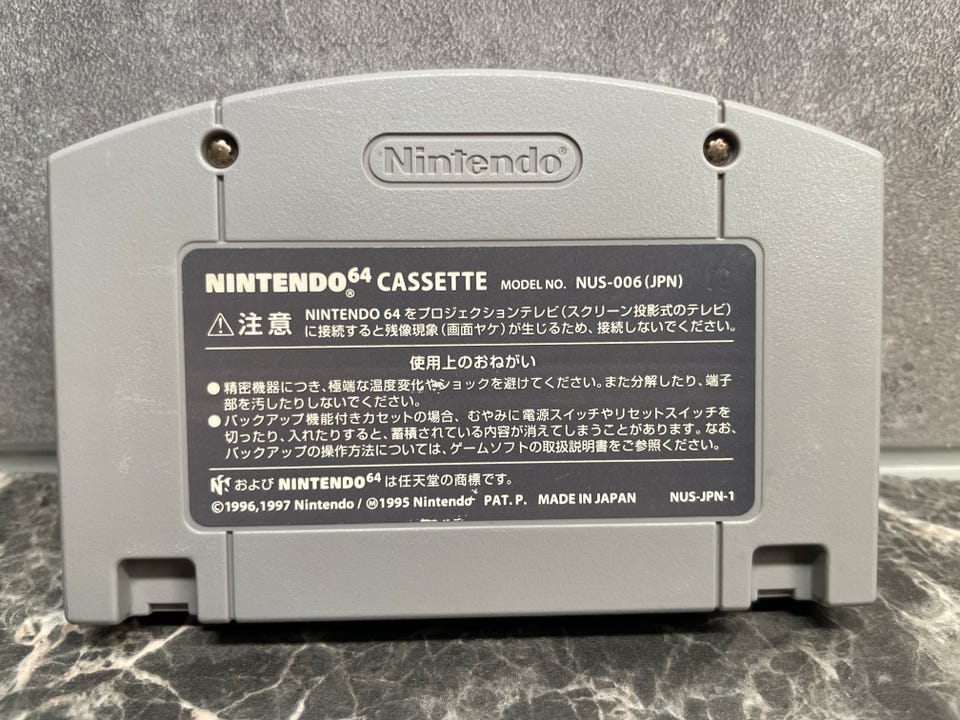 Nintendo®
NINTENDO64® CASSETTE MODEL NO. NUS-006(JPN)
注意 NINTENDO 64 をプロジェクションテレビ(スクリーン投影式のテレビ)
に接続すると残像現象(画面ヤケ)が生じるため、接続しないでください。
使用上のおねがい
●精密機器につき、極端な温度変化やショックを避けてください。また分解したり、端子
部を汚したりしないでください。
●バックアップ機能付きカセットの場合、むやみに電源スイッチやリセットスイッチを
切ったり、入れたりすると、蓄積されている内容が消えてしまうことがあります。なお、
バックアップの操作方法については、ゲームソフトの取扱説明書をご参照ください。
および NINTENDO64 は任天堂の商標です。
©1996,1997 Nintendo / Ⓜ1995 Nintendo PAT. P. MADE IN JAPAN NUS-JPN-1